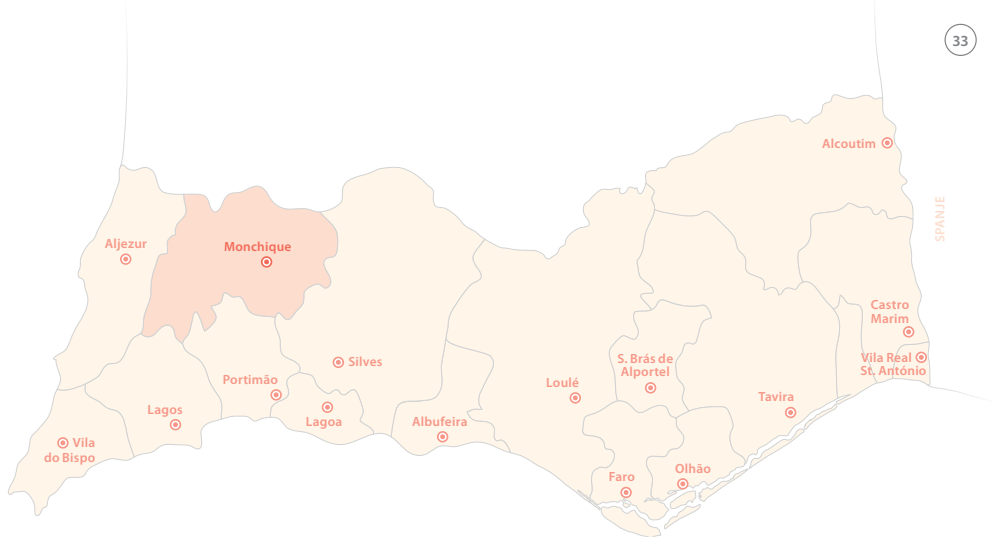 33
Alcoutim
SPANJE
Aljezur
Monchique
Castro
Marim
Vila Real
St. António
Silves
S. Brás de
Alportel
Portimão
Loulé
Tavira
Lagos
Lagoa
Albufeira
Vila
do Bispo
Faro
Olhão